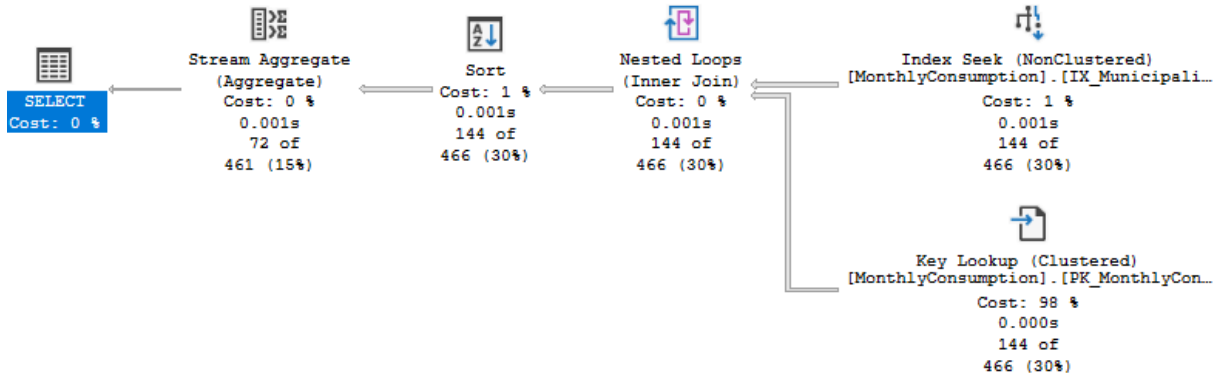 SELECT
Cost: 0 %
Stream Aggregate
(Aggregate)
Cost: 0 %
0.001s
72 of
461 (15%)
Sort
Cost: 1 %
0.001s
144 of
466 (30%)
Nested Loops
(Inner Join)
Cost: 0 %
0.001s
144 of
466 (30%)
Index Seek (NonClustered)
[MonthlyConsumption].[IX_Municipali…
Cost: 1 %
0.001s
144 of
466 (30%)
Key Lookup (Clustered)
[MonthlyConsumption].[PK_MonthlyCon…
Cost: 98 %
0.000s
144 of
466 (30%)